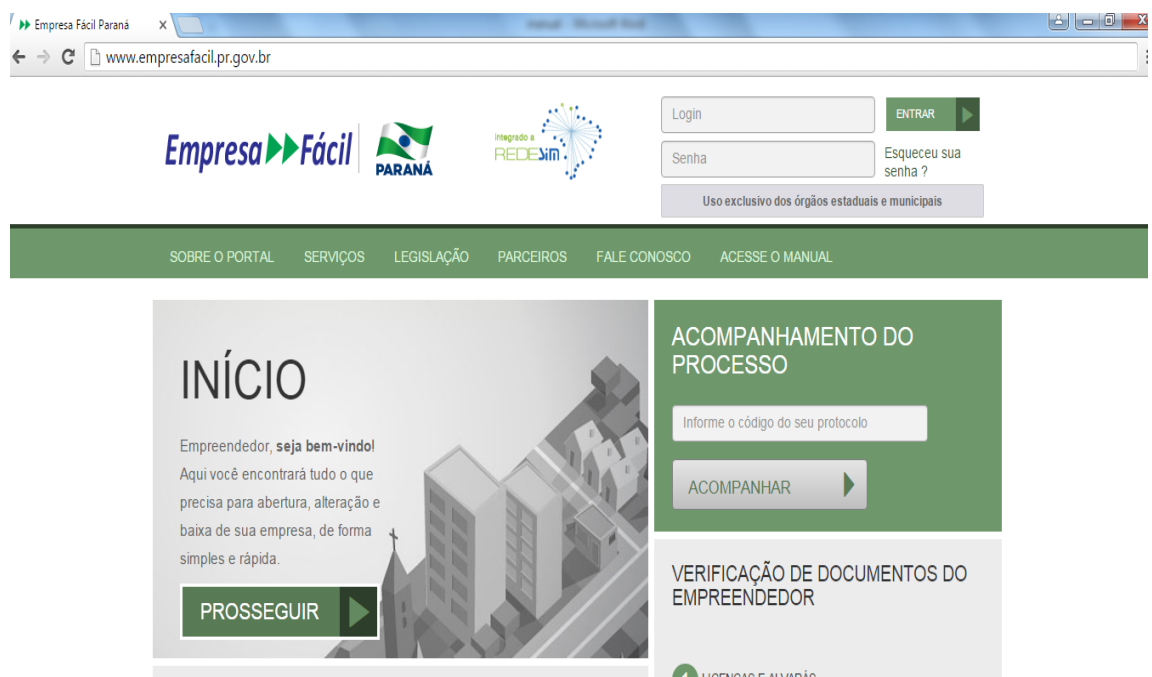 Empresa Fácil Paraná
www.empresafacil.pr.gov.br
Empresa Fácil
PARANÁ
integrado a
REDESIM
Login
ENTRAR
Senha
Esqueceu sua
senha ?
Uso exclusivo dos órgãos estaduais e municipais
SOBRE O PORTAL SERVIÇOS LEGISLAÇÃO PARCEIROS FALE CONOSCO ACESSE O MANUAL
INÍCIO
Empreendedor, seja bem-vindo!
Aqui você encontrará tudo o que
precisa para abertura, alteração e
baixa de sua empresa, de forma
simples e rápida.
PROSSEGUIR
ACOMPANHAMENTO DO
PROCESSO
Informe o código do seu protocolo
ACOMPANHAR
VERIFICAÇÃO DE DOCUMENTOS DO
EMPREENDEDOR
LICENÇAS E ALVARÁS